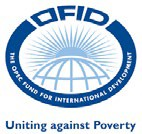 OFID
THE OPEC FUND FOR INTERNATIONAL DEVELOPMENT
Uniting against Poverty